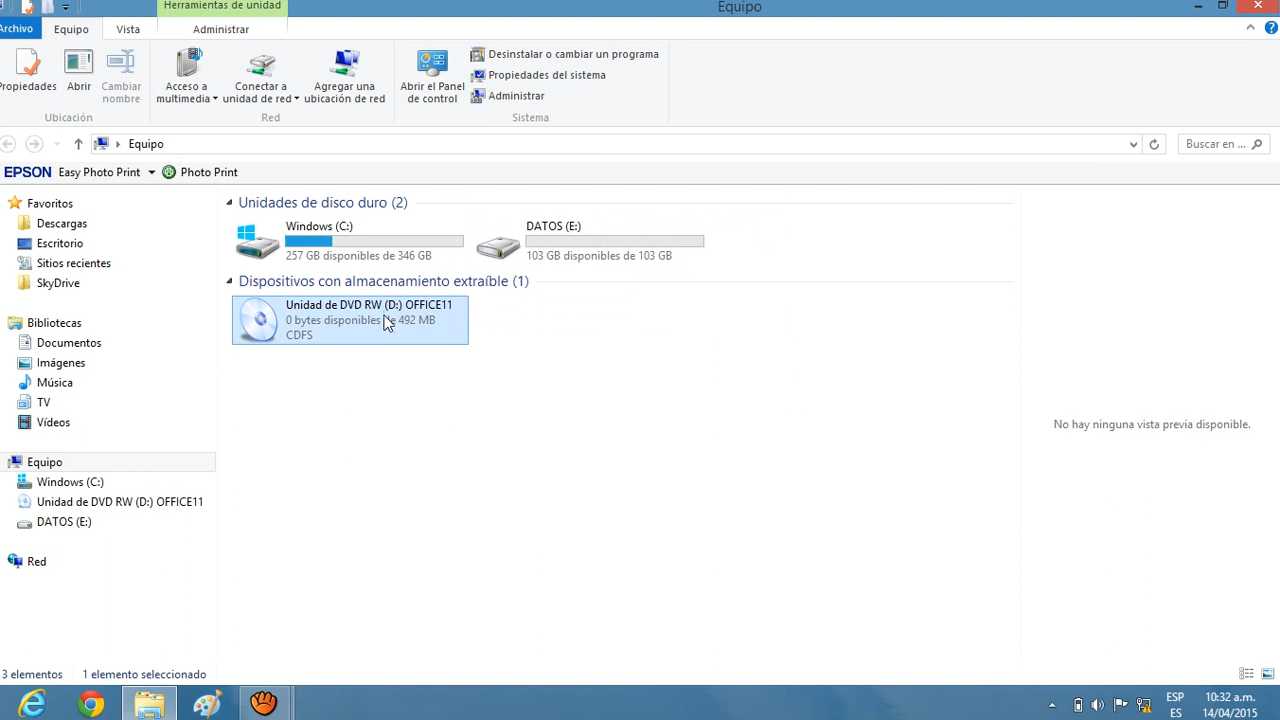 Herramientas de unidad
Equipo
Archivo
Equipo
Vista
Administrar
Propiedades
Abrir
Cambiar
nombre
Acceso a
multimedia
Conectar a
unidad de red
Agregar una
ubicación de red
Abrir el Panel
de control
Desinstalar o cambiar un programa
Propiedades del sistema
Administrar
Ubicación
Red
Sistema
Equipo
Buscar en ...
EPSON Easy Photo Print Photo Print
Favoritos
Descargas
Escritorio
Sitios recientes
SkyDrive
Bibliotecas
Documentos
Imágenes
Música
TV
Vídeos
Equipo
Windows (C:)
Unidad de DVD RW (D:) OFFICE11
DATOS (E:)
Red
Unidades de disco duro (2)
Windows (C:)
257 GB disponibles de 346 GB
DATOS (E:)
103 GB disponibles de 103 GB
Dispositivos con almacenamiento extraíble (1)
Unidad de DVD RW (D:) OFFICE11
0 bytes disponibles de 492 MB
CDFS
No hay ninguna vista previa disponible.
3 elementos 1 elemento seleccionado
ESP
ES
10:32 a.m.
14/04/2015